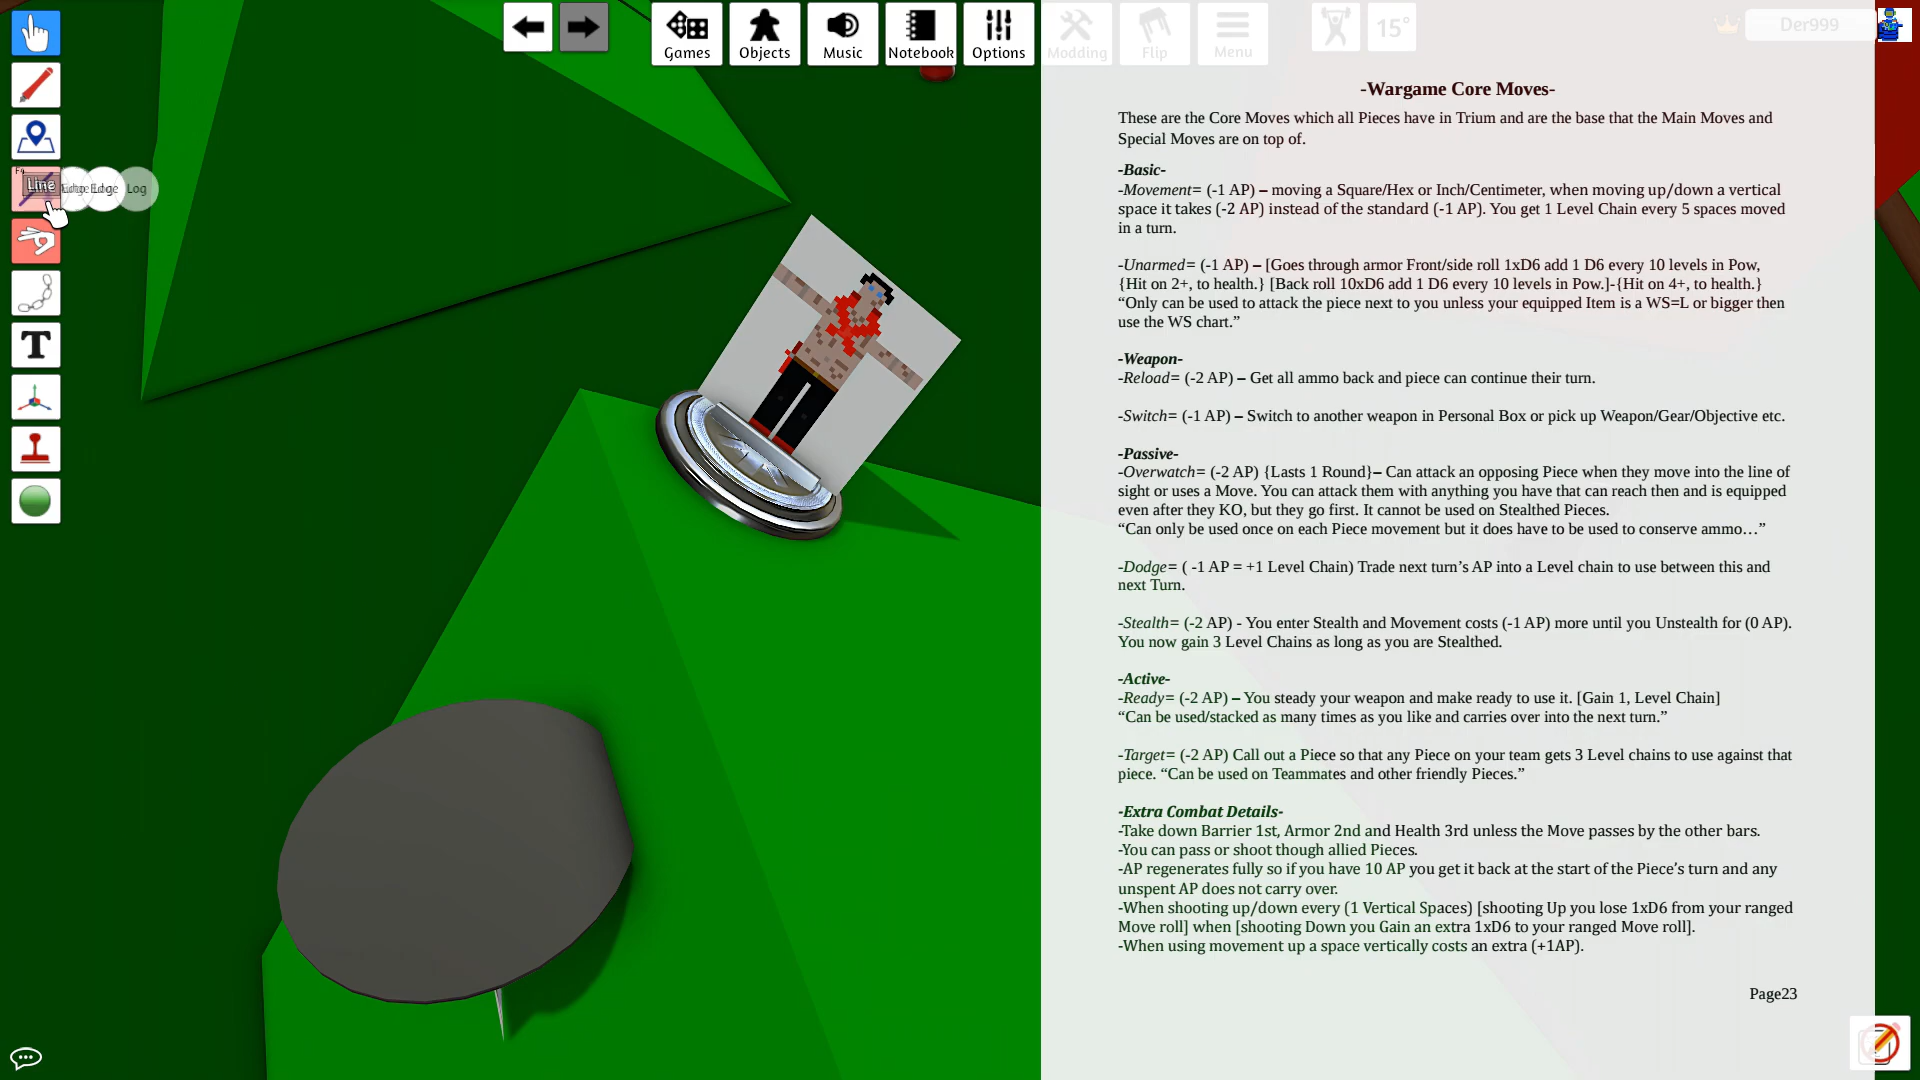 Games
Objects
Music
Notebook
Options
Modding
Flip
Menu
15°
Der999
Line
Edge
Log
-Wargame Core Moves-
These are the Core Moves which all Pieces have in Trium and are the base that the Main Moves and
Special Moves are on top of.
-Basic-
-Movement= (-1 AP) – moving a Square/Hex or Inch/Centimeter, when moving up/down a vertical
space it takes (-2 AP) instead of the standard (-1 AP). You get 1 Level Chain every 5 spaces moved
in a turn.
-Unarmed= (-1 AP) – [Goes through armor Front/side roll 1xD6 add 1 D6 every 10 levels in Pow,
{Hit on 2+, to health.} [Back roll 10xD6 add 1 D6 every 10 levels in Pow.]-{Hit on 4+, to health.}
“Only can be used to attack the piece next to you unless your equipped Item is a WS=L or bigger then
use the WS chart.”
-Weapon-
-Reload= (-2 AP) – Get all ammo back and piece can continue their turn.
-Switch= (-1 AP) – Switch to another weapon in Personal Box or pick up Weapon/Gear/Objective etc.
-Passive-
-Overwatch= (-2 AP) {Lasts 1 Round}– Can attack an opposing Piece when they move into the line of
sight or uses a Move. You can attack them with anything you have that can reach then and is equipped
even after they KO, but they go first. It cannot be used on Stealthed Pieces.
“Can only be used once on each Piece movement but it does have to be used to conserve ammo…”
-Dodge= ( -1 AP = +1 Level Chain) Trade next turn’s AP into a Level chain to use between this and
next Turn.
-Stealth= (-2 AP) - You enter Stealth and Movement costs (-1 AP) more until you Unstealth for (0 AP).
You now gain 3 Level Chains as long as you are Stealthed.
-Active-
-Ready= (-2 AP) – You steady your weapon and make ready to use it. [Gain 1, Level Chain]
“Can be used/stacked as many times as you like and carries over into the next turn.”
-Target= (-2 AP) Call out a Piece so that any Piece on your team gets 3 Level chains to use against that
piece. “Can be used on Teammates and other friendly Pieces.”
-Extra Combat Details-
-Take down Barrier 1st, Armor 2nd and Health 3rd unless the Move passes by the other bars.
-You can pass or shoot though allied Pieces.
-AP regenerates fully so if you have 10 AP you get it back at the start of the Piece’s turn and any
unspent AP does not carry over.
-When shooting up/down every (1 Vertical Spaces) [shooting Up you lose 1xD6 from your ranged
Move roll] when [shooting Down you Gain an extra 1xD6 to your ranged Move roll].
-When using movement up a space vertically costs an extra (+1AP).
Page23